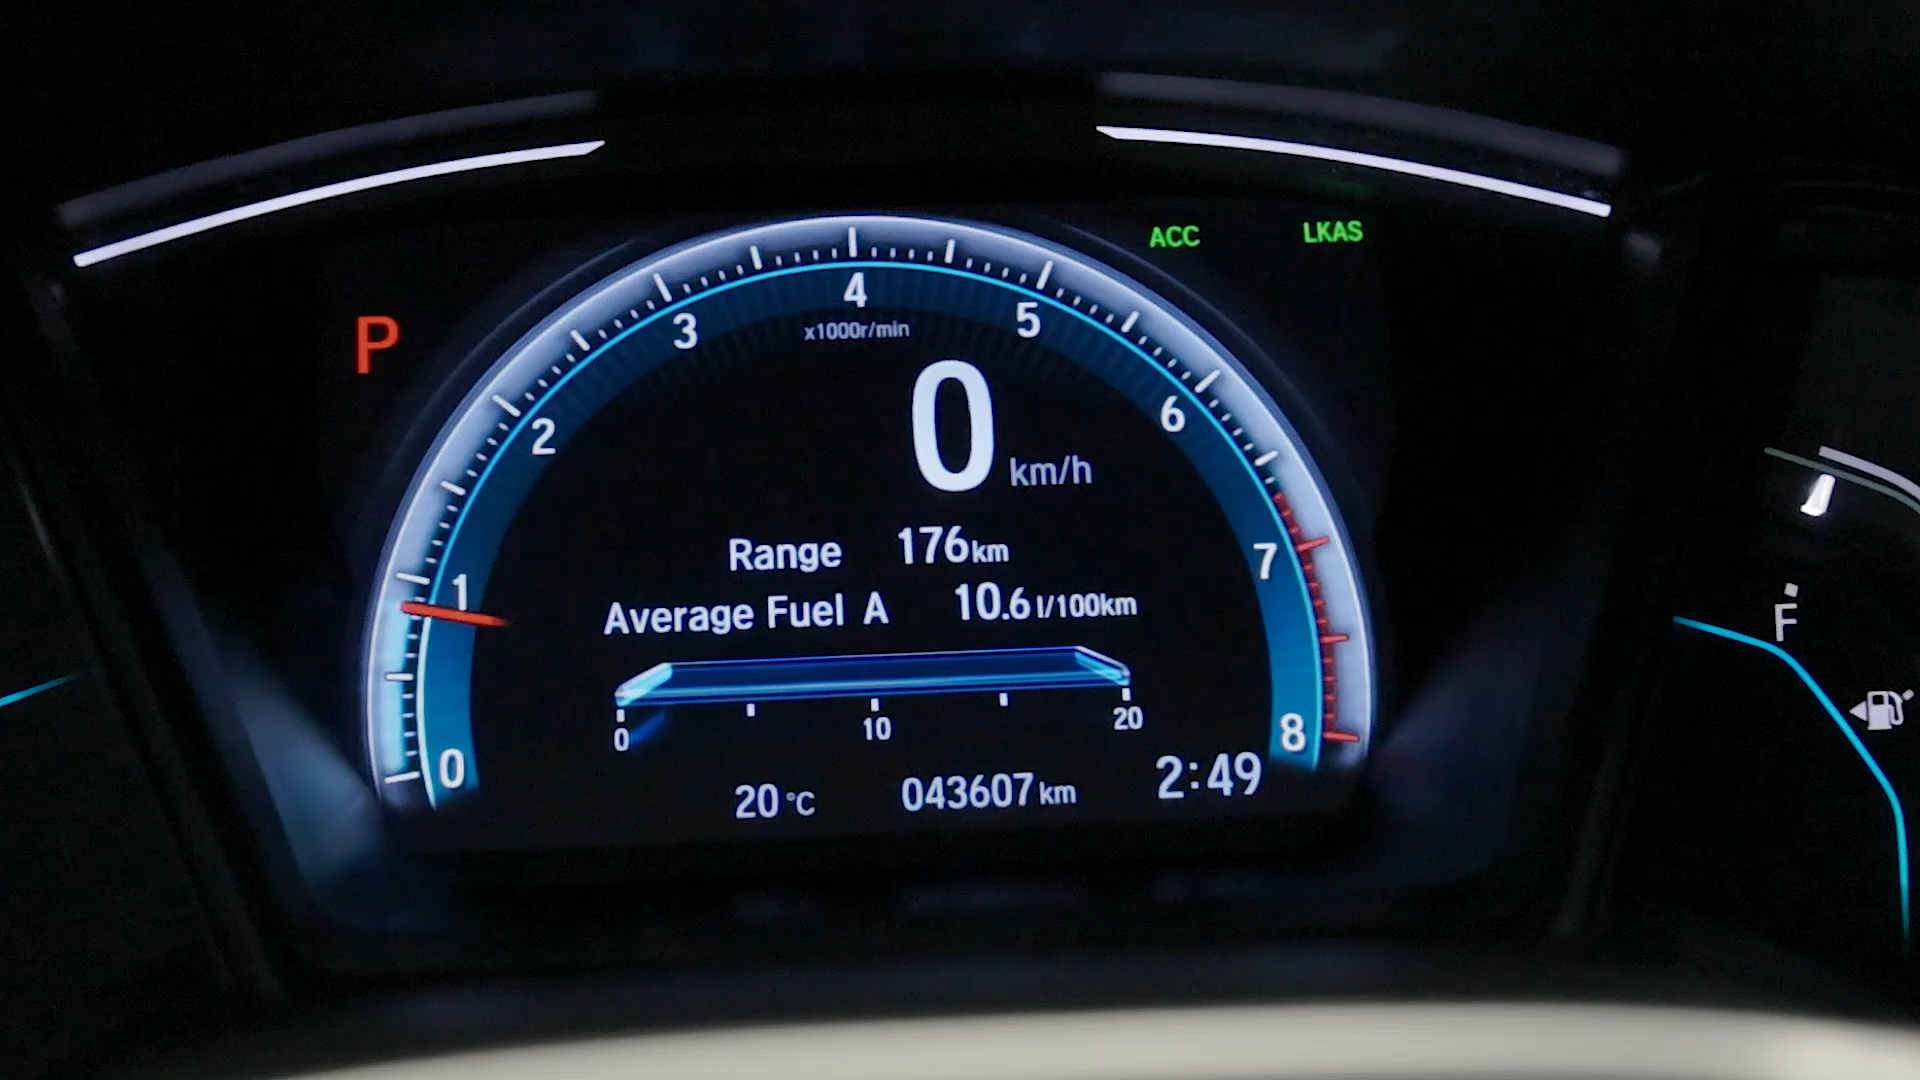 ACC LKAS
P
0 1 2 3 4 5 6 7 8
x1000r/min
0 km/h
Range 176km
Average Fuel A 10.6 l/100km
0 10 20
20 °C 043607 km 2:49
F